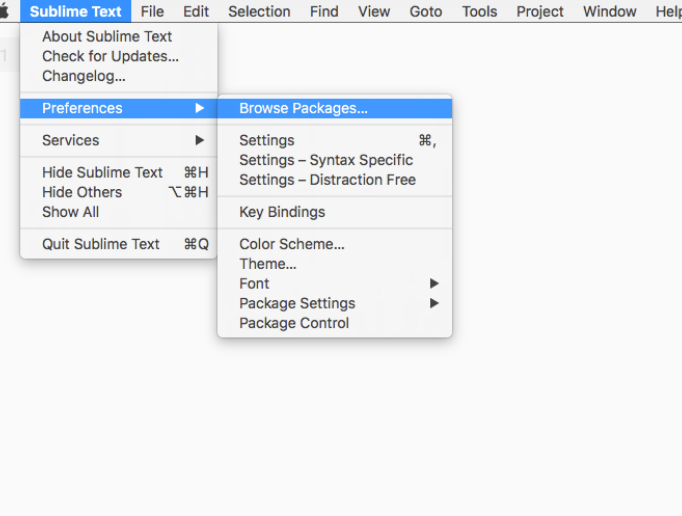 Sublime Text File Edit Selection Find View Goto Tools Project Window Help
About Sublime Text
Check for Updates...
Changelog...
Preferences
Services
Hide Sublime Text ⌘H
Hide Others ⌥⌘H
Show All
Quit Sublime Text ⌘Q
Browse Packages...
Settings ⌘,
Settings – Syntax Specific
Settings – Distraction Free
Key Bindings
Color Scheme...
Theme...
Font
Package Settings
Package Control
1